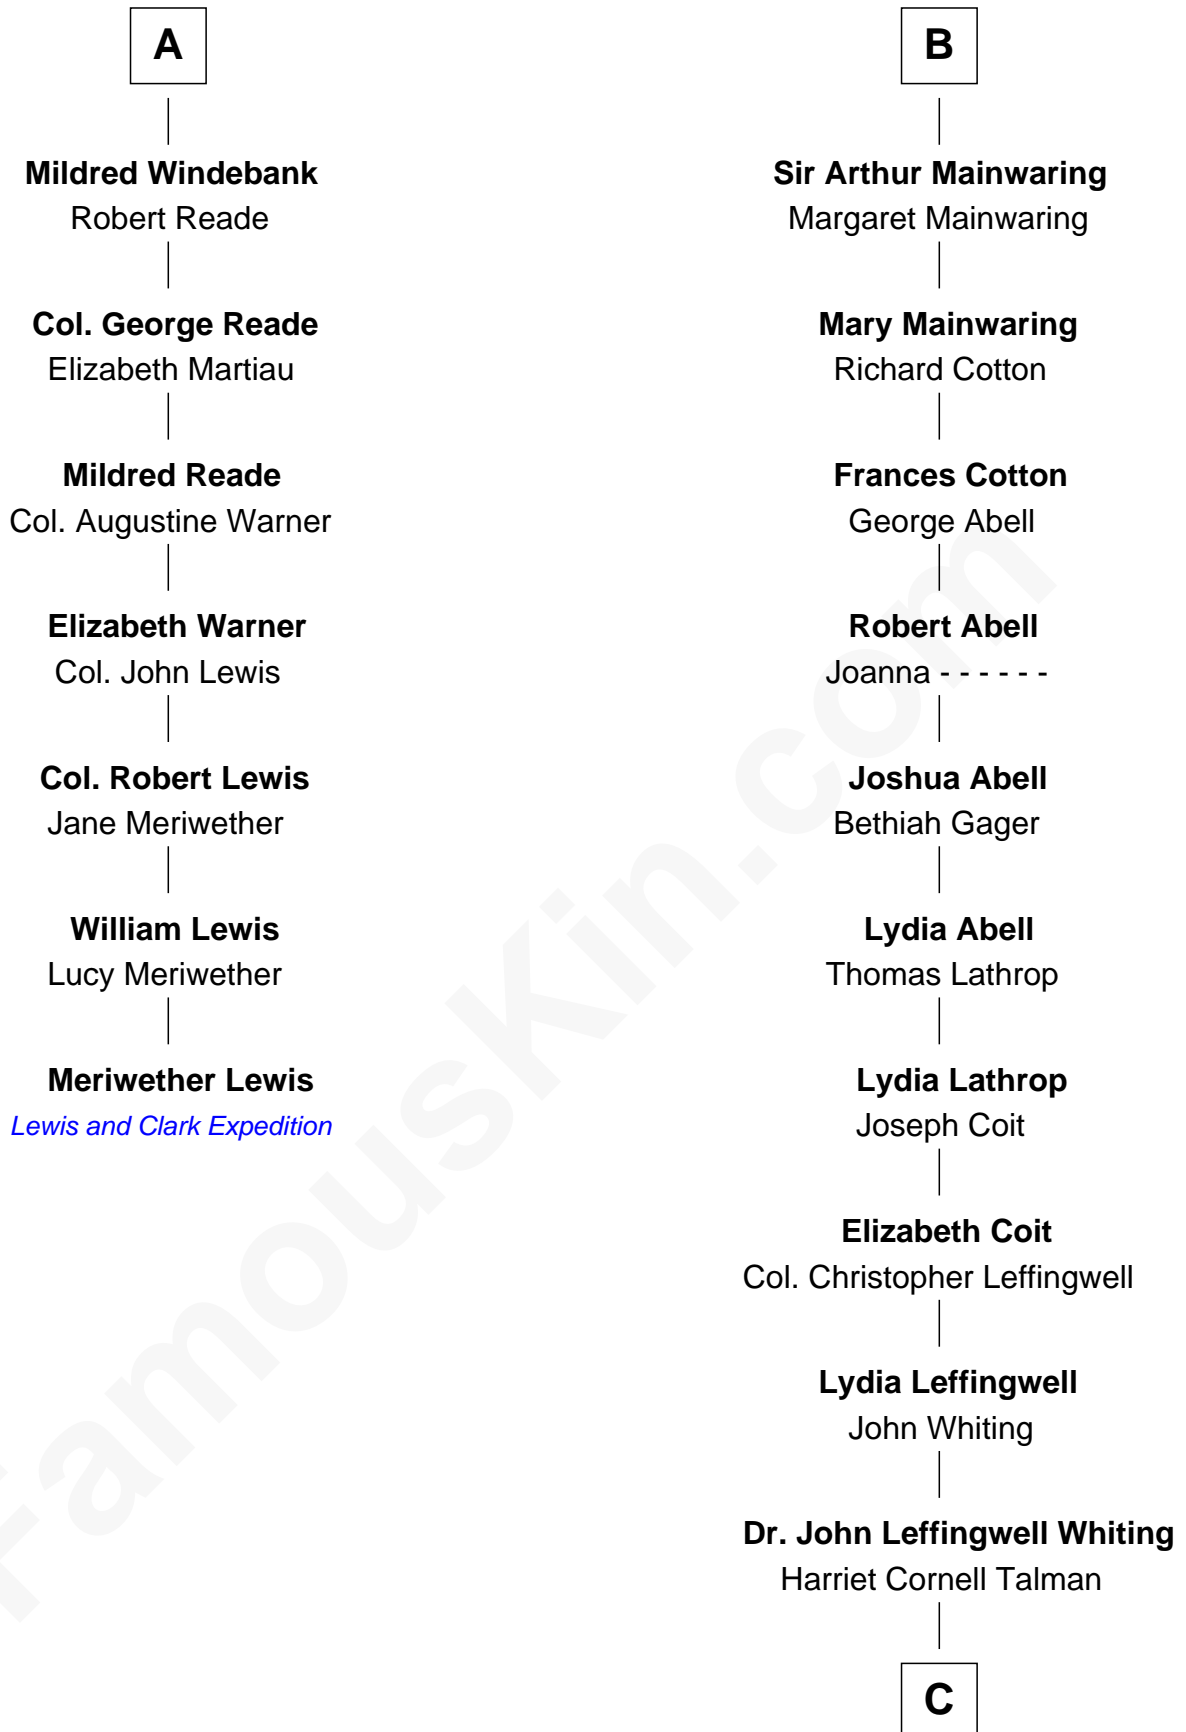 A
Mildred Windebank
Robert Reade
Col. George Reade
Elizabeth Martiau
Mildred Reade
Col. Augustine Warner
Elizabeth Warner
Col. John Lewis
Col. Robert Lewis
Jane Meriwether
William Lewis
Lucy Meriwether
Meriwether Lewis
Lewis and Clark Expedition
B
Sir Arthur Mainwaring
Margaret Mainwaring
Mary Mainwaring
Richard Cotton
Frances Cotton
George Abell
Robert Abell
Joanna - - - - - -
Joshua Abell
Bethiah Gager
Lydia Abell
Thomas Lathrop
Lydia Lathrop
Joseph Coit
Elizabeth Coit
Col. Christopher Leffingwell
Lydia Leffingwell
John Whiting
Dr. John Leffingwell Whiting
Harriet Cornell Talman
C
FamousKin.com